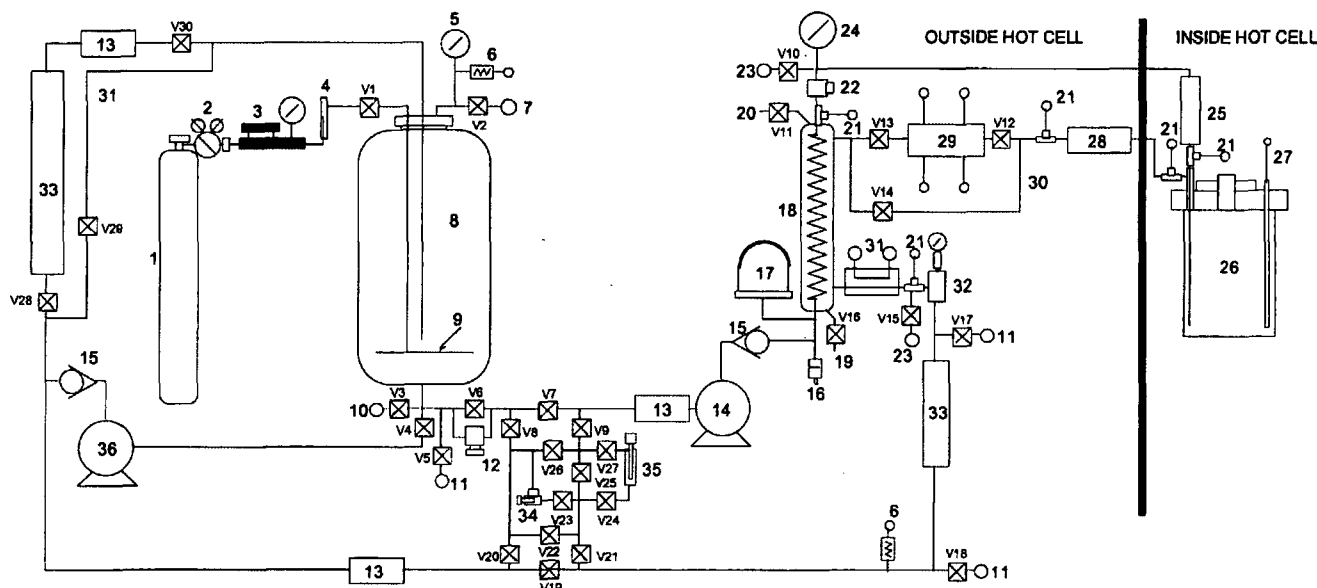 OUTSIDE HOT CELL
INSIDE HOT CELL
13
V30
5
6
24
V10
23
22
31
2
3
4
V1
V2
7
20
V11
21
V13
29
V12
21
28
21
25
21
27
33
V29
8
18
V14
30
1
V28
17
31
21
32
26
15
9
15
V16
V15
V17
11
19
23
16
36
10
V3
V4
V6
V7
13
14
33
V5
11
12
V8
V9
V26
V27
35
V25
34
V23
V24
V22
6
13
V20
V19
V21
V18
11